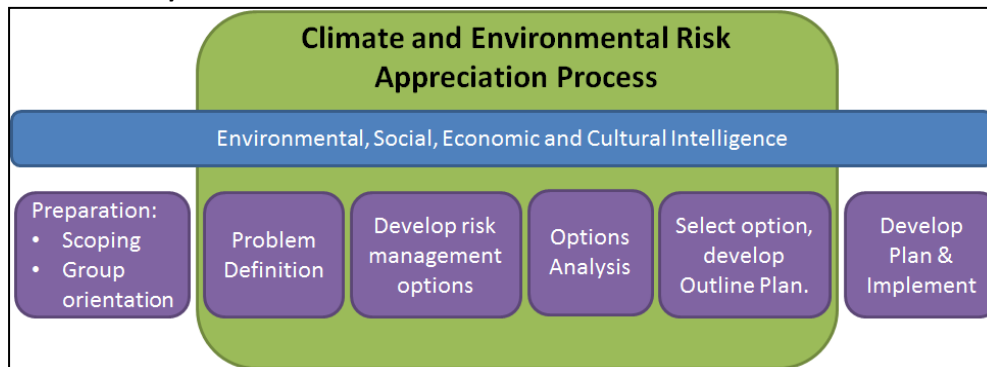 Climate and Environmental Risk
Appreciation Process
Environmental, Social, Economic and Cultural Intelligence
Preparation:
• Scoping
• Group
orientation
Problem
Definition
Develop risk
management
options
Options
Analysis
Select option,
develop
Outline Plan.
Develop
Plan &
Implement